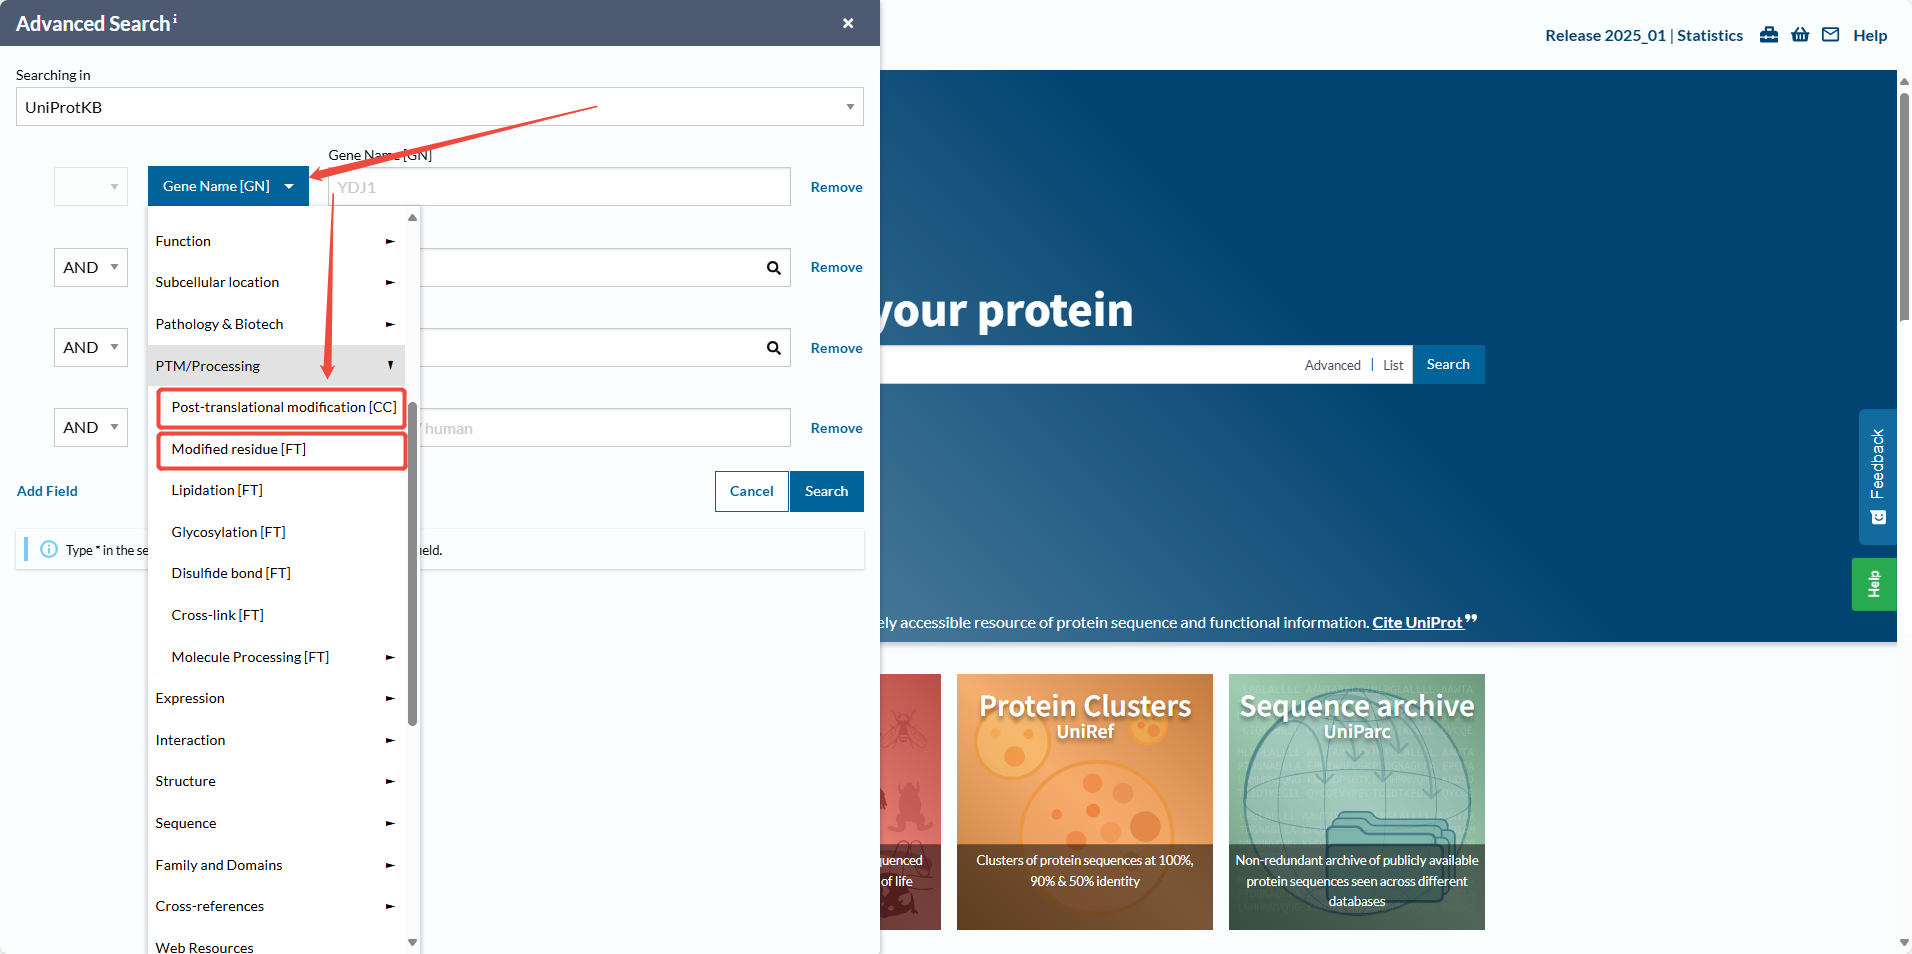 Advanced Search i
Release 2025_01 | Statistics
Help
Searching in
UniProtKB
Gene Name [GN]
Gene Name [GN]
YDJ1
Remove
Function
AND
Remove
Subcellular location
Pathology & Biotech
AND
Remove
PTM/Processing
Post-translational modification [CC]
AND
human
Remove
Modified residue [FT]
Add Field
Lipidation [FT]
Cancel
Search
Glycosylation [FT]
Type * in the se
ield.
Disulfide bond [FT]
Cross-link [FT]
Molecule Processing [FT]
Expression
Interaction
Structure
Sequence
Family and Domains
Cross-references
Web Resources
your protein
Advanced | List
Search
Feedback
Help
ely accessible resource of protein sequence and functional information. Cite UniProt
quenced
of life
Protein Clusters
UniRef
Clusters of protein sequences at 100%,
90% & 50% identity
Sequence archive
UniParc
Non-redundant archive of publicly available
protein sequences seen across different
databases